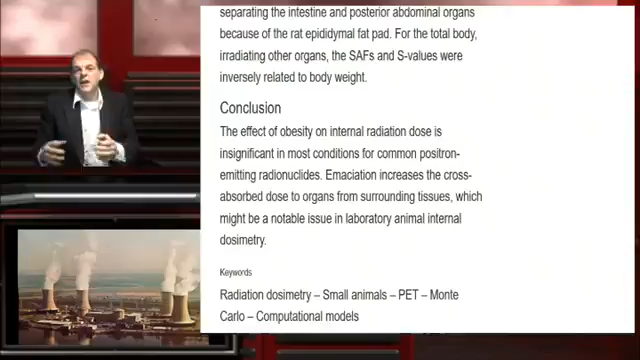 separating the intestine and posterior abdominal organs
because of the rat epididymal fat pad. For the total body,
irradiating other organs, the SAFs and S-values were
inversely related to body weight.
Conclusion
The effect of obesity on internal radiation dose is
insignificant in most conditions for common positron-
emitting radionuclides. Emaciation increases the cross-
absorbed dose to organs from surrounding tissues, which
might be a notable issue in laboratory animal internal
dosimetry.
Keywords
Radiation dosimetry – Small animals – PET – Monte
Carlo – Computational models